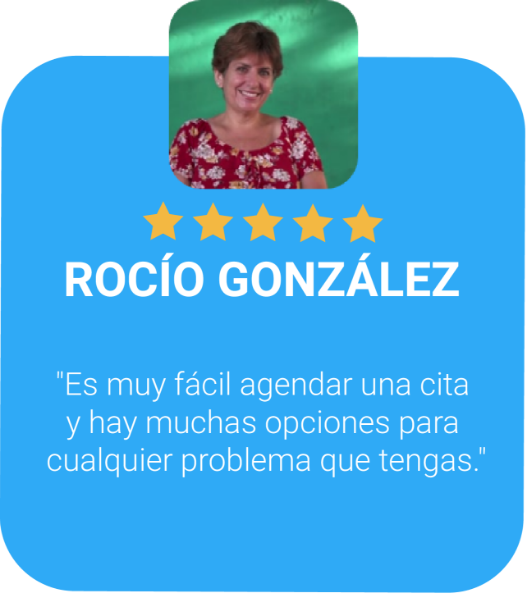 ROCÍO GONZÁLEZ
"Es muy fácil agendar una cita
y hay muchas opciones para
cualquier problema que tengas."